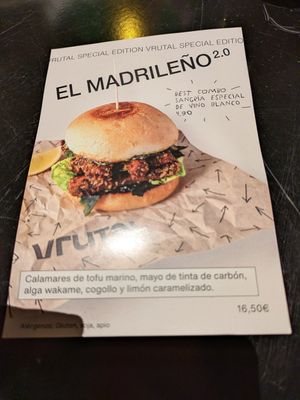 VRUTAL SPECIAL EDITION VRUTAL SPECIAL EDITIO
EL MADRILEÑO 2.0
BEST COMBO
SANGRÍA ESPECIAL
DE VINO BLANCO
4,90
VRUTAL
Calamares de tofu marino, mayo de tinta de carbón,
alga wakame, cogollo y limón caramelizado.
16,50€
Alérgenos: Gluten, soja, apio